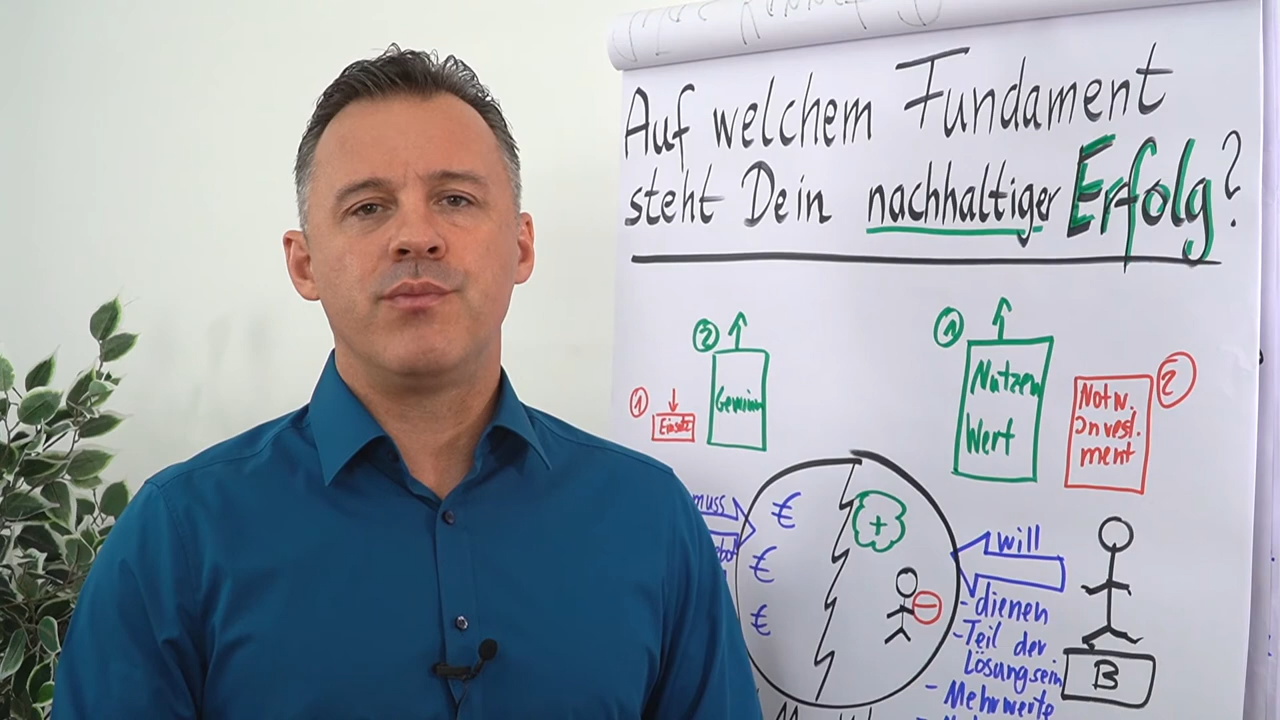 Auf welchem Fundament
steht Dein nachhaltiger Erfolg?
2
Gewinn
1
Einsatz
1
Nutzen
Wert
2
Notw.
Invest.
ment
muss
€
€
€
+
will
- dienen
- Teil der
Lösung sein
- Mehrwerte
B